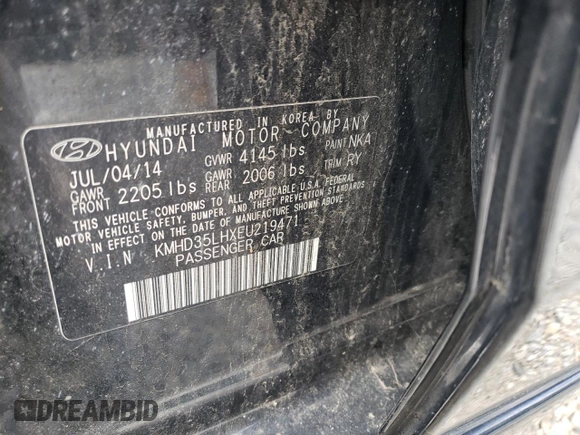 MANUFACTURED IN KOREA BY
HYUNDAI MOTOR COMPANY
JUL/04/14 GVWR 4145 lbs PAINT NKA
GAWR FRONT 2205 lbs GAWR REAR 2006 lbs TRIM RY
THIS VEHICLE CONFORMS TO ALL APPLICABLE U.S.A. FEDERAL
MOTOR VEHICLE SAFETY, BUMPER, AND THEFT PREVENTION STANDARDS
IN EFFECT ON THE DATE OF MANUFACTURE SHOWN ABOVE
V.I.N KMHD35LHXEU219471
PASSENGER CAR
DREAMBID